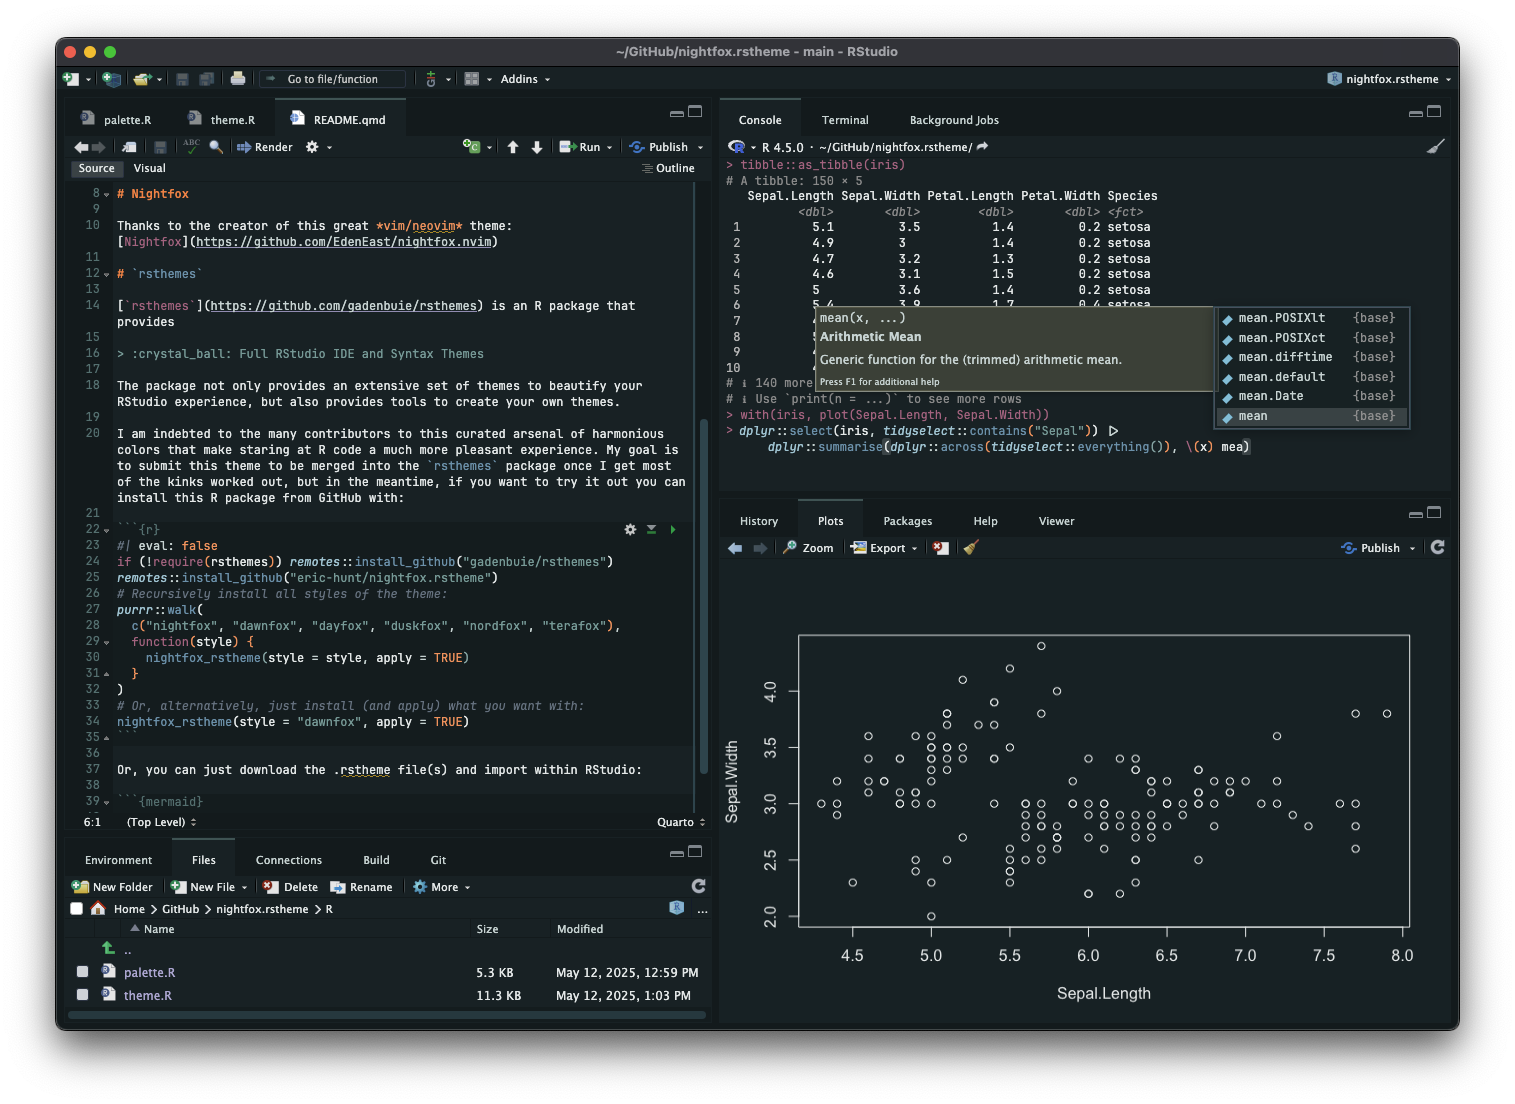 ~/GitHub/nightfox.rstheme - main - RStudio
Go to file/function
Addins
nightfox.rstheme
palette.R
theme.R
README.qmd
ABC
Render
Run
Publish
Source
Visual
Outline
8 # Nightfox
9
10 Thanks to the creator of this great *vim/neovim* theme:
[Nightfox](https://github.com/EdenEast/nightfox.nvim)
11
12 # `rsthemes`
13
14 [`rsthemes`](https://github.com/gadenbuie/rsthemes) is an R package that
provides
15
16 > :crystal_ball: Full RStudio IDE and Syntax Themes
17
18 The package not only provides an extensive set of themes to beautify your
RStudio experience, but also provides tools to create your own themes.
19
20 I am indebted to the many contributors to this curated arsenal of harmonious
colors that make staring at R code a much more pleasant experience. My goal is
to submit this theme to be merged into the `rsthemes` package once I get most
of the kinks worked out, but in the meantime, if you want to try it out you can
install this R package from GitHub with:
21
22 ```{r}
23 #| eval: false
24 if (!require(rsthemes)) remotes::install_github("gadenbuie/rsthemes")
25 remotes::install_github("eric-hunt/nightfox.rstheme")
26 # Recursively install all styles of the theme:
27 purrr::walk(
28 c("nightfox", "dawnfox", "dayfox", "duskfox", "nordfox", "terafox"),
29 function(style) {
30 nightfox_rstheme(style = style, apply = TRUE)
31 }
32 )
33 # Or, alternatively, just install (and apply) what you want with:
34 nightfox_rstheme(style = "dawnfox", apply = TRUE)
35 ```
36
37 Or, you can just download the .rstheme file(s) and import within RStudio:
38
39 ```{mermaid}
6:1 (Top Level)
Quarto
Environment
Files
Connections
Build
Git
New Folder
New File
Delete
Rename
More
Home > GitHub > nightfox.rstheme > R
...
Name
Size
Modified
..
palette.R 5.3 KB May 12, 2025, 12:59 PM
theme.R 11.3 KB May 12, 2025, 1:03 PM
Console
Terminal
Background Jobs
R 4.5.0 · ~/GitHub/nightfox.rstheme/
> tibble::as_tibble(iris)
# A tibble: 150 × 5
Sepal.Length Sepal.Width Petal.Length Petal.Width Species
<dbl> <dbl> <dbl> <dbl> <fct>
1 5.1 3.5 1.4 0.2 setosa
2 4.9 3 1.4 0.2 setosa
3 4.7 3.2 1.3 0.2 setosa
4 4.6 3.1 1.5 0.2 setosa
5 5 3.6 1.4 0.2 setosa
6 5.4 3.9 1.7 0.4 setosa
7
8
9
10
# ℹ 140 more
# ℹ Use `print(n = ...)` to see more rows
> with(iris, plot(Sepal.Length, Sepal.Width))
> dplyr::select(iris, tidyselect::contains("Sepal")) |>
dplyr::summarise(dplyr::across(tidyselect::everything()), \(x) mea)
mean(x, ...)
Arithmetic Mean
Generic function for the (trimmed) arithmetic mean.
Press F1 for additional help
mean.POSIXlt {base}
mean.POSIXct {base}
mean.difftime {base}
mean.default {base}
mean.Date {base}
mean {base}
History
Plots
Packages
Help
Viewer
Zoom
Export
Publish
Sepal.Width
4.0
3.5
3.0
2.5
2.0
4.5 5.0 5.5 6.0 6.5 7.0 7.5 8.0
Sepal.Length